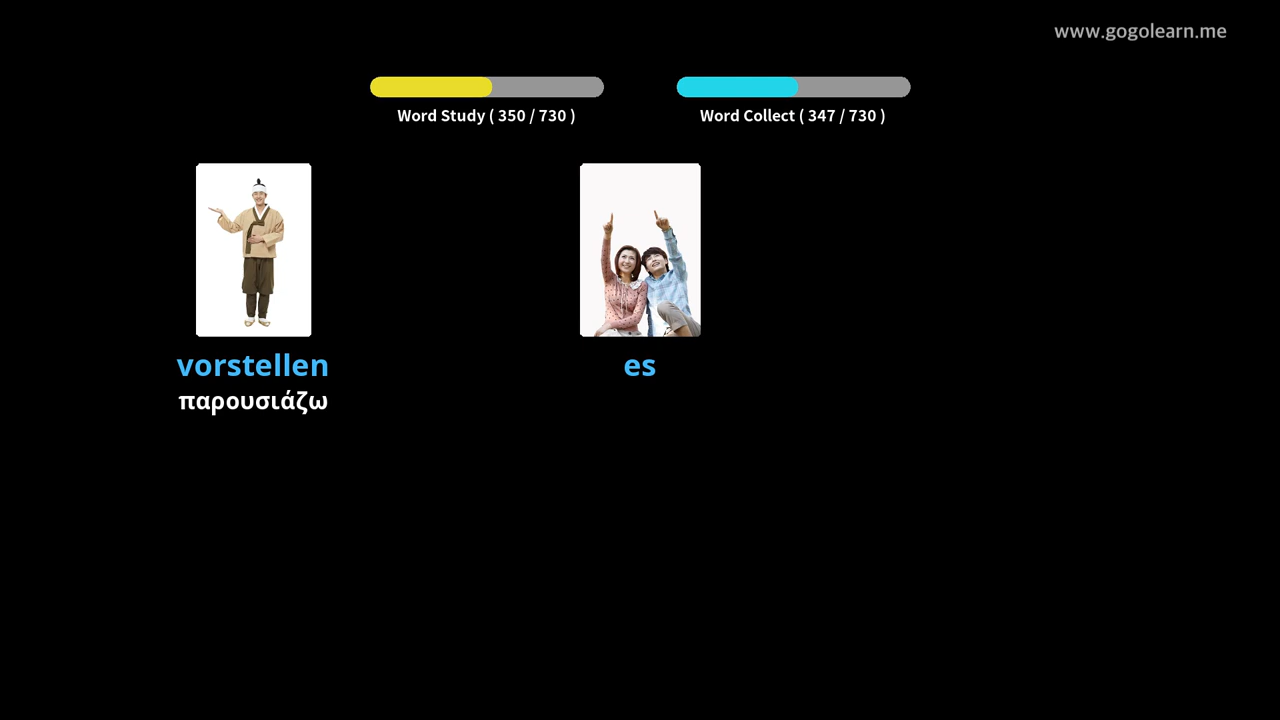 www.gogolearn.me
Word Study ( 350 / 730 )
Word Collect ( 347 / 730 )
vorstellen
παρουσιάζω
es